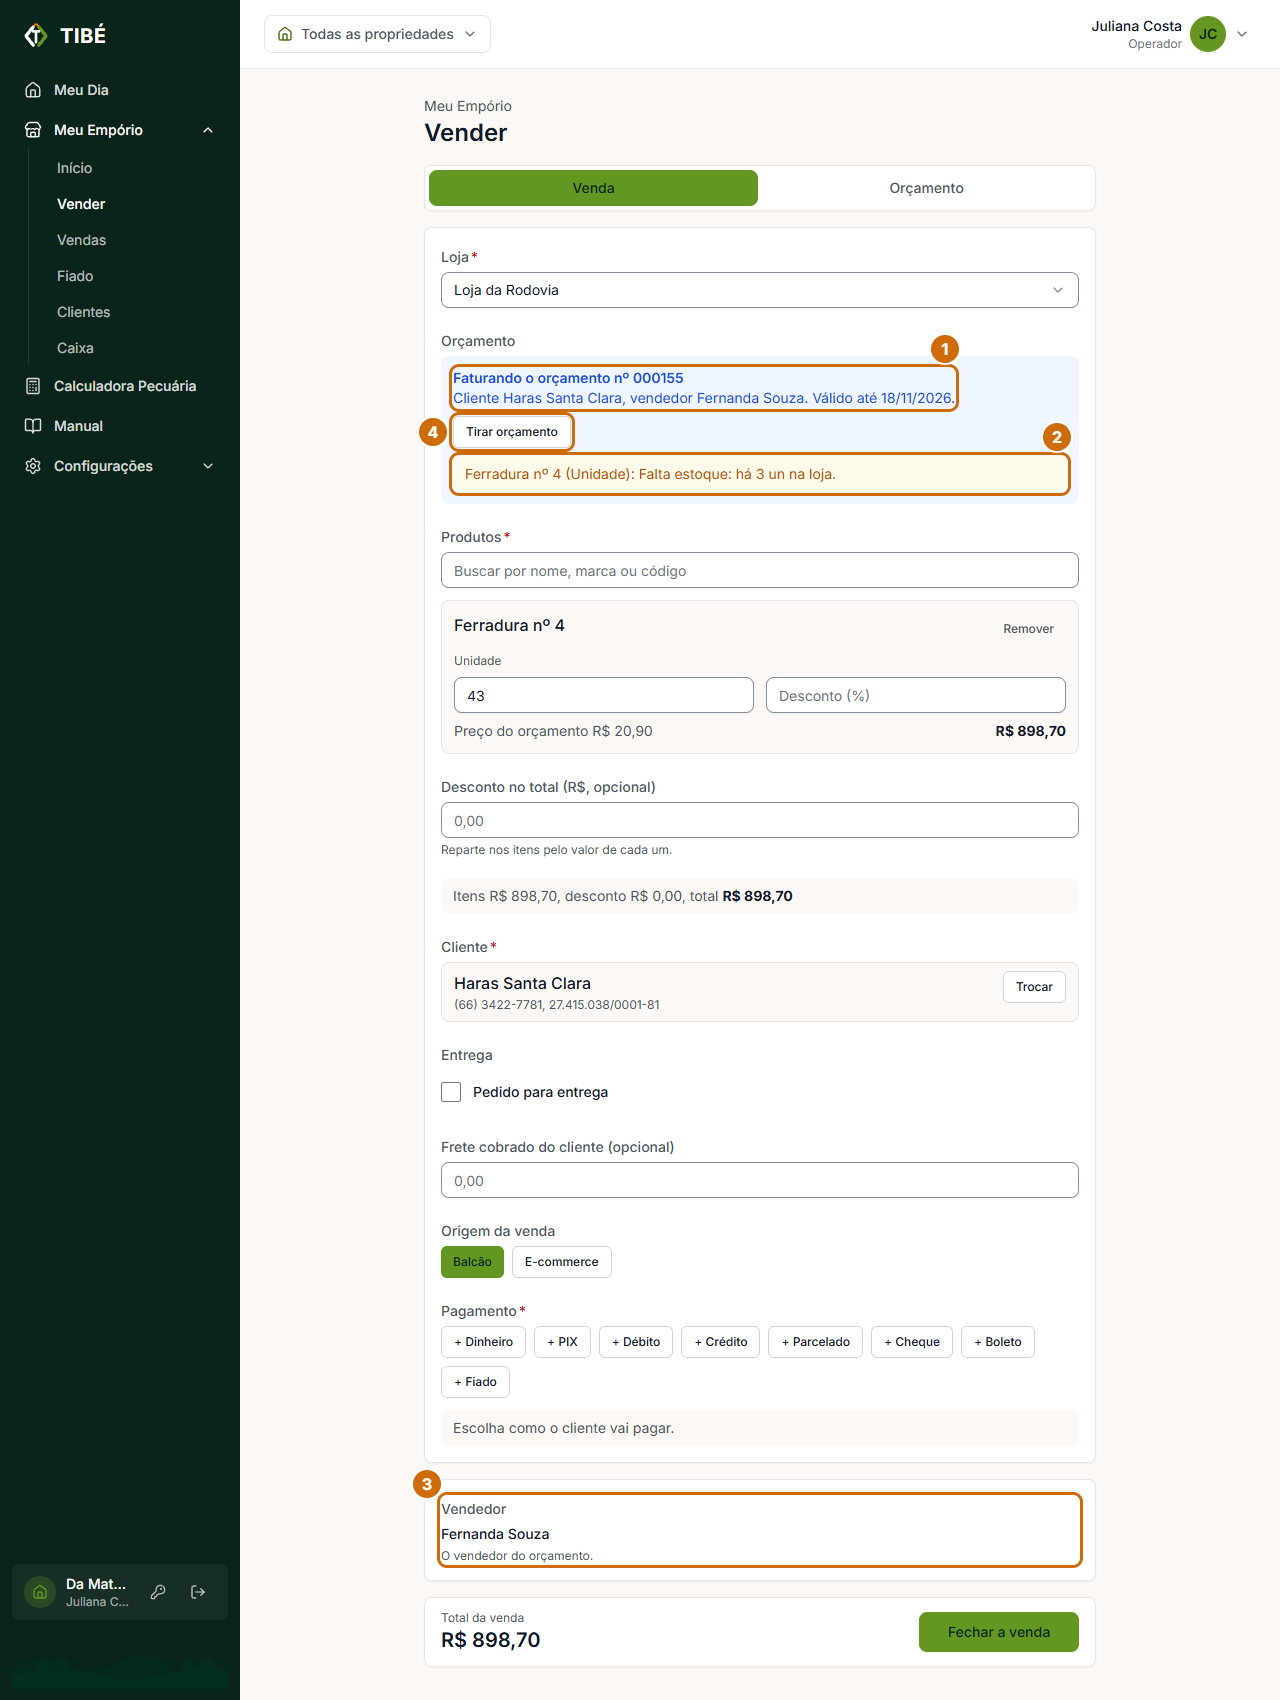 TIBÉ
Meu Dia
Meu Empório
Início
Vender
Vendas
Fiado
Clientes
Caixa
Calculadora Pecuária
Manual
Configurações
Da Mat...
Juliana C...
Todas as propriedades
Juliana Costa
Operador
JC
Meu Empório
Vender
Venda
Orçamento
Loja*
Loja da Rodovia
Orçamento
1
Faturando o orçamento nº 000155
Cliente Haras Santa Clara, vendedor Fernanda Souza. Válido até 18/11/2026.
4
Tirar orçamento
2
Ferradura nº 4 (Unidade): Falta estoque: há 3 un na loja.
Produtos*
Buscar por nome, marca ou código
Ferradura nº 4
Remover
Unidade
43
Desconto (%)
Preço do orçamento R$ 20,90
R$ 898,70
Desconto no total (R$, opcional)
0,00
Reparte nos itens pelo valor de cada um.
Itens R$ 898,70, desconto R$ 0,00, total R$ 898,70
Cliente*
Haras Santa Clara
(66) 3422-7781, 27.415.038/0001-81
Trocar
Entrega
Pedido para entrega
Frete cobrado do cliente (opcional)
0,00
Origem da venda
Balcão
E-commerce
Pagamento*
+ Dinheiro
+ PIX
+ Débito
+ Crédito
+ Parcelado
+ Cheque
+ Boleto
+ Fiado
Escolha como o cliente vai pagar.
3
Vendedor
Fernanda Souza
O vendedor do orçamento.
Total da venda
R$ 898,70
Fechar a venda